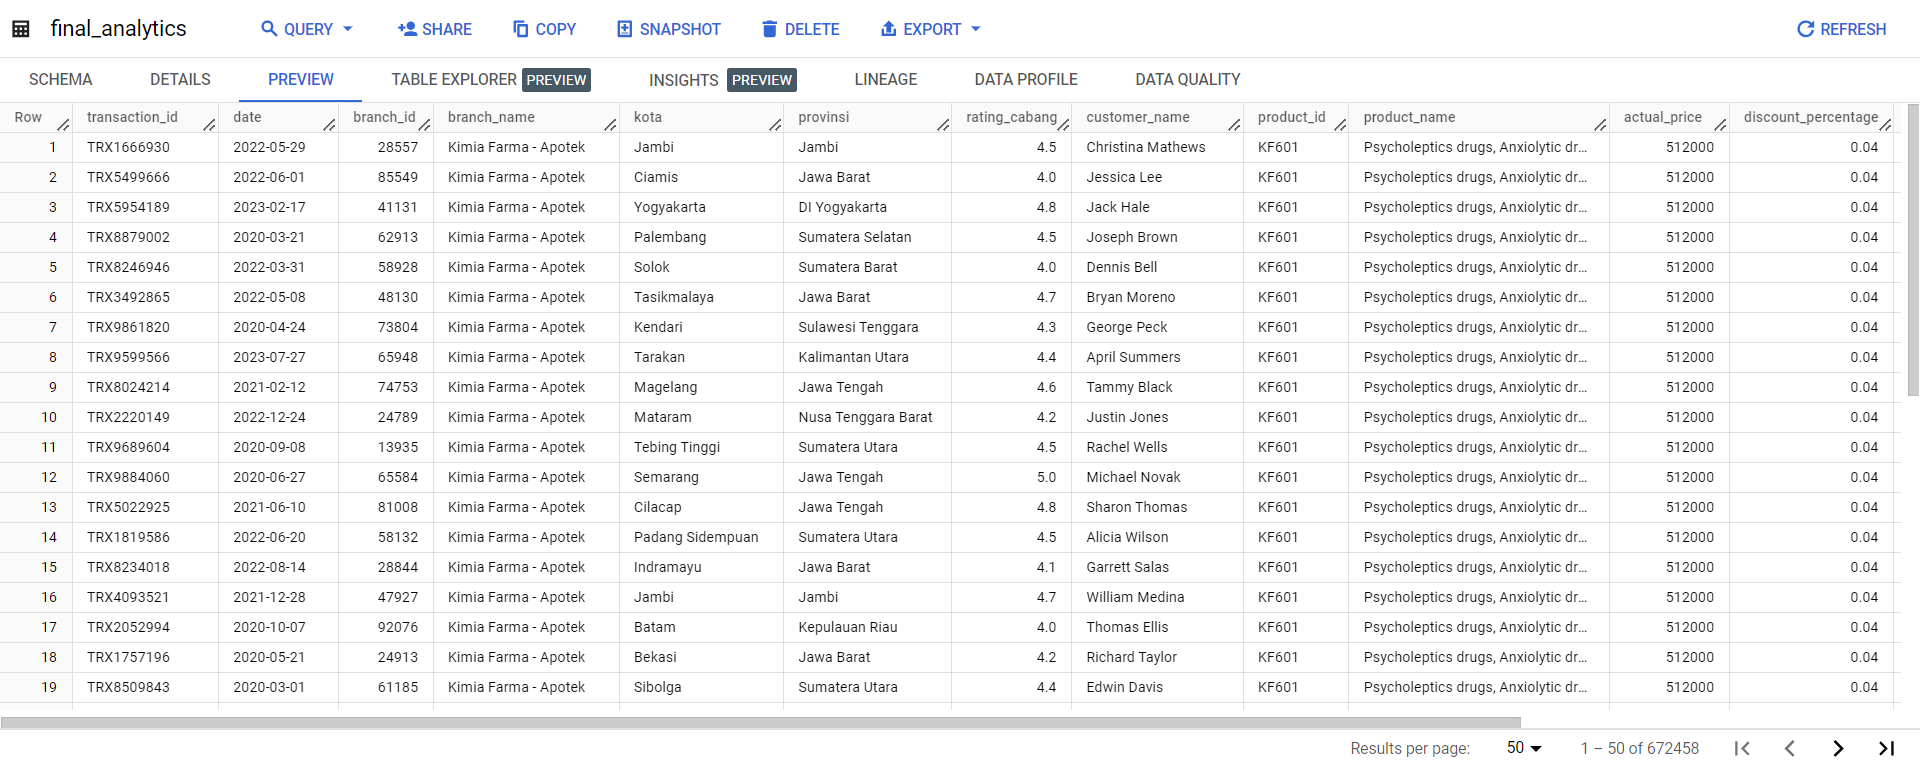 final_analytics QUERY SHARE COPY SNAPSHOT DELETE EXPORT REFRESH
SCHEMA DETAILS PREVIEW TABLE EXPLORER PREVIEW INSIGHTS PREVIEW LINEAGE DATA PROFILE DATA QUALITY
Row transaction_id date branch_id branch_name kota provinsi rating_cabang customer_name product_id product_name actual_price discount_percentage
1 TRX1666930 2022-05-29 28557 Kimia Farma - Apotek Jambi Jambi 4.5 Christina Mathews KF601 Psycholeptics drugs, Anxiolytic dr... 512000 0.04
2 TRX5499666 2022-06-01 85549 Kimia Farma - Apotek Ciamis Jawa Barat 4.0 Jessica Lee KF601 Psycholeptics drugs, Anxiolytic dr... 512000 0.04
3 TRX5954189 2023-02-17 41131 Kimia Farma - Apotek Yogyakarta DI Yogyakarta 4.8 Jack Hale KF601 Psycholeptics drugs, Anxiolytic dr... 512000 0.04
4 TRX8879002 2020-03-21 62913 Kimia Farma - Apotek Palembang Sumatera Selatan 4.5 Joseph Brown KF601 Psycholeptics drugs, Anxiolytic dr... 512000 0.04
5 TRX8246946 2022-03-31 58928 Kimia Farma - Apotek Solok Sumatera Barat 4.0 Dennis Bell KF601 Psycholeptics drugs, Anxiolytic dr... 512000 0.04
6 TRX3492865 2022-05-08 48130 Kimia Farma - Apotek Tasikmalaya Jawa Barat 4.7 Bryan Moreno KF601 Psycholeptics drugs, Anxiolytic dr... 512000 0.04
7 TRX9861820 2020-04-24 73804 Kimia Farma - Apotek Kendari Sulawesi Tenggara 4.3 George Peck KF601 Psycholeptics drugs, Anxiolytic dr... 512000 0.04
8 TRX9599566 2023-07-27 65948 Kimia Farma - Apotek Tarakan Kalimantan Utara 4.4 April Summers KF601 Psycholeptics drugs, Anxiolytic dr... 512000 0.04
9 TRX8024214 2021-02-12 74753 Kimia Farma - Apotek Magelang Jawa Tengah 4.6 Tammy Black KF601 Psycholeptics drugs, Anxiolytic dr... 512000 0.04
10 TRX2220149 2022-12-24 24789 Kimia Farma - Apotek Mataram Nusa Tenggara Barat 4.2 Justin Jones KF601 Psycholeptics drugs, Anxiolytic dr... 512000 0.04
11 TRX9689604 2020-09-08 13935 Kimia Farma - Apotek Tebing Tinggi Sumatera Utara 4.5 Rachel Wells KF601 Psycholeptics drugs, Anxiolytic dr... 512000 0.04
12 TRX9884060 2020-06-27 65584 Kimia Farma - Apotek Semarang Jawa Tengah 5.0 Michael Novak KF601 Psycholeptics drugs, Anxiolytic dr... 512000 0.04
13 TRX5022925 2021-06-10 81008 Kimia Farma - Apotek Cilacap Jawa Tengah 4.8 Sharon Thomas KF601 Psycholeptics drugs, Anxiolytic dr... 512000 0.04
14 TRX1819586 2022-06-20 58132 Kimia Farma - Apotek Padang Sidempuan Sumatera Utara 4.5 Alicia Wilson KF601 Psycholeptics drugs, Anxiolytic dr... 512000 0.04
15 TRX8234018 2022-08-14 28844 Kimia Farma - Apotek Indramayu Jawa Barat 4.1 Garrett Salas KF601 Psycholeptics drugs, Anxiolytic dr... 512000 0.04
16 TRX4093521 2021-12-28 47927 Kimia Farma - Apotek Jambi Jambi 4.7 William Medina KF601 Psycholeptics drugs, Anxiolytic dr... 512000 0.04
17 TRX2052994 2020-10-07 92076 Kimia Farma - Apotek Batam Kepulauan Riau 4.0 Thomas Ellis KF601 Psycholeptics drugs, Anxiolytic dr... 512000 0.04
18 TRX1757196 2020-05-21 24913 Kimia Farma - Apotek Bekasi Jawa Barat 4.2 Richard Taylor KF601 Psycholeptics drugs, Anxiolytic dr... 512000 0.04
19 TRX8509843 2020-03-01 61185 Kimia Farma - Apotek Sibolga Sumatera Utara 4.4 Edwin Davis KF601 Psycholeptics drugs, Anxiolytic dr... 512000 0.04
Results per page: 50 1 – 50 of 672458